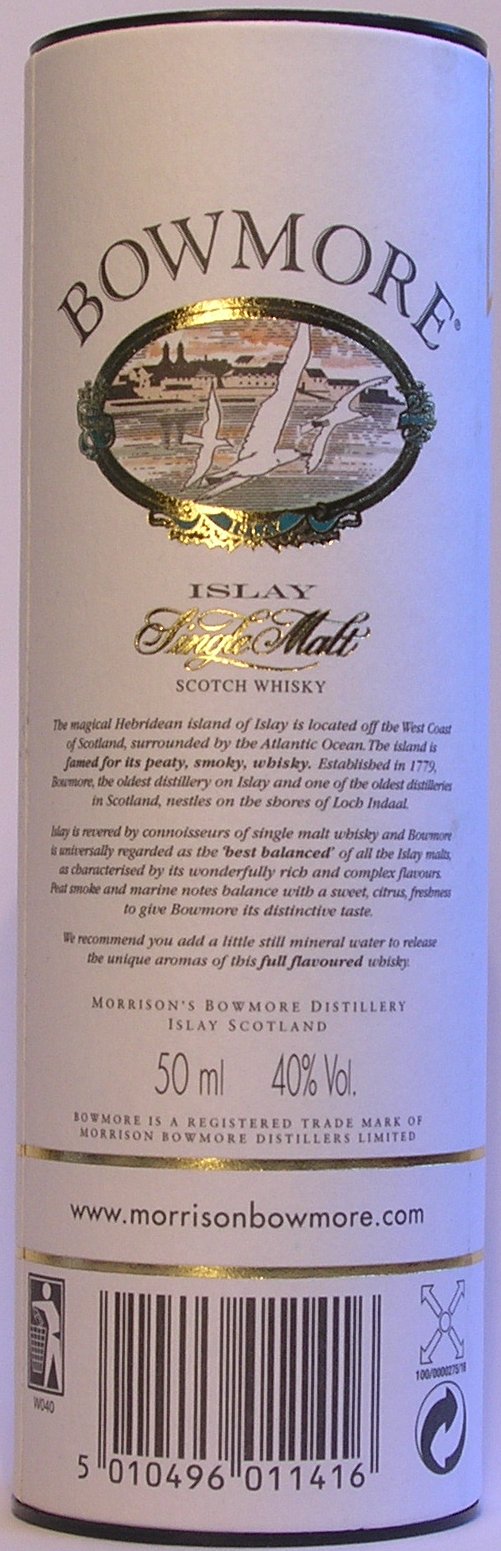 BOWMORE®
ISLAY
Single Malt
SCOTCH WHISKY
The magical Hebridean island of Islay is located off the West Coast
of Scotland, surrounded by the Atlantic Ocean. The island is
famed for its peaty, smoky, whisky. Established in 1779,
Bowmore, the oldest distillery on Islay and one of the oldest distilleries
in Scotland, nestles on the shores of Loch Indaal.
Islay is revered by connoisseurs of single malt whisky and Bowmore
is universally regarded as the 'best balanced' of all the Islay malts,
as characterised by its wonderfully rich and complex flavours.
Peat smoke and marine notes balance with a sweet, citrus, freshness
to give Bowmore its distinctive taste.
We recommend you add a little still mineral water to release
the unique aromas of this full flavoured whisky.
MORRISON'S BOWMORE DISTILLERY
ISLAY SCOTLAND
50 ml 40% Vol.
BOWMORE IS A REGISTERED TRADE MARK OF
MORRISON BOWMORE DISTILLERS LIMITED
www.morrisonbowmore.com
100/0000275/18
W040
5 010496 011416